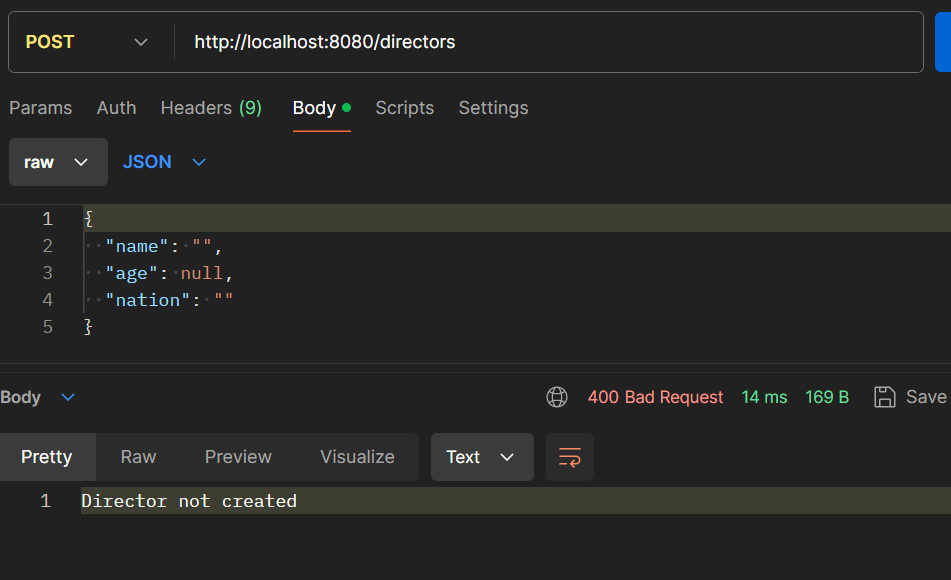 POST http://localhost:8080/directors
Params Auth Headers (9) Body Scripts Settings
raw JSON
1 {
2 "name": "",
3 "age": null,
4 "nation": ""
5 }
Body 400 Bad Request 14 ms 169 B Save
Pretty Raw Preview Visualize Text
1 Director not created